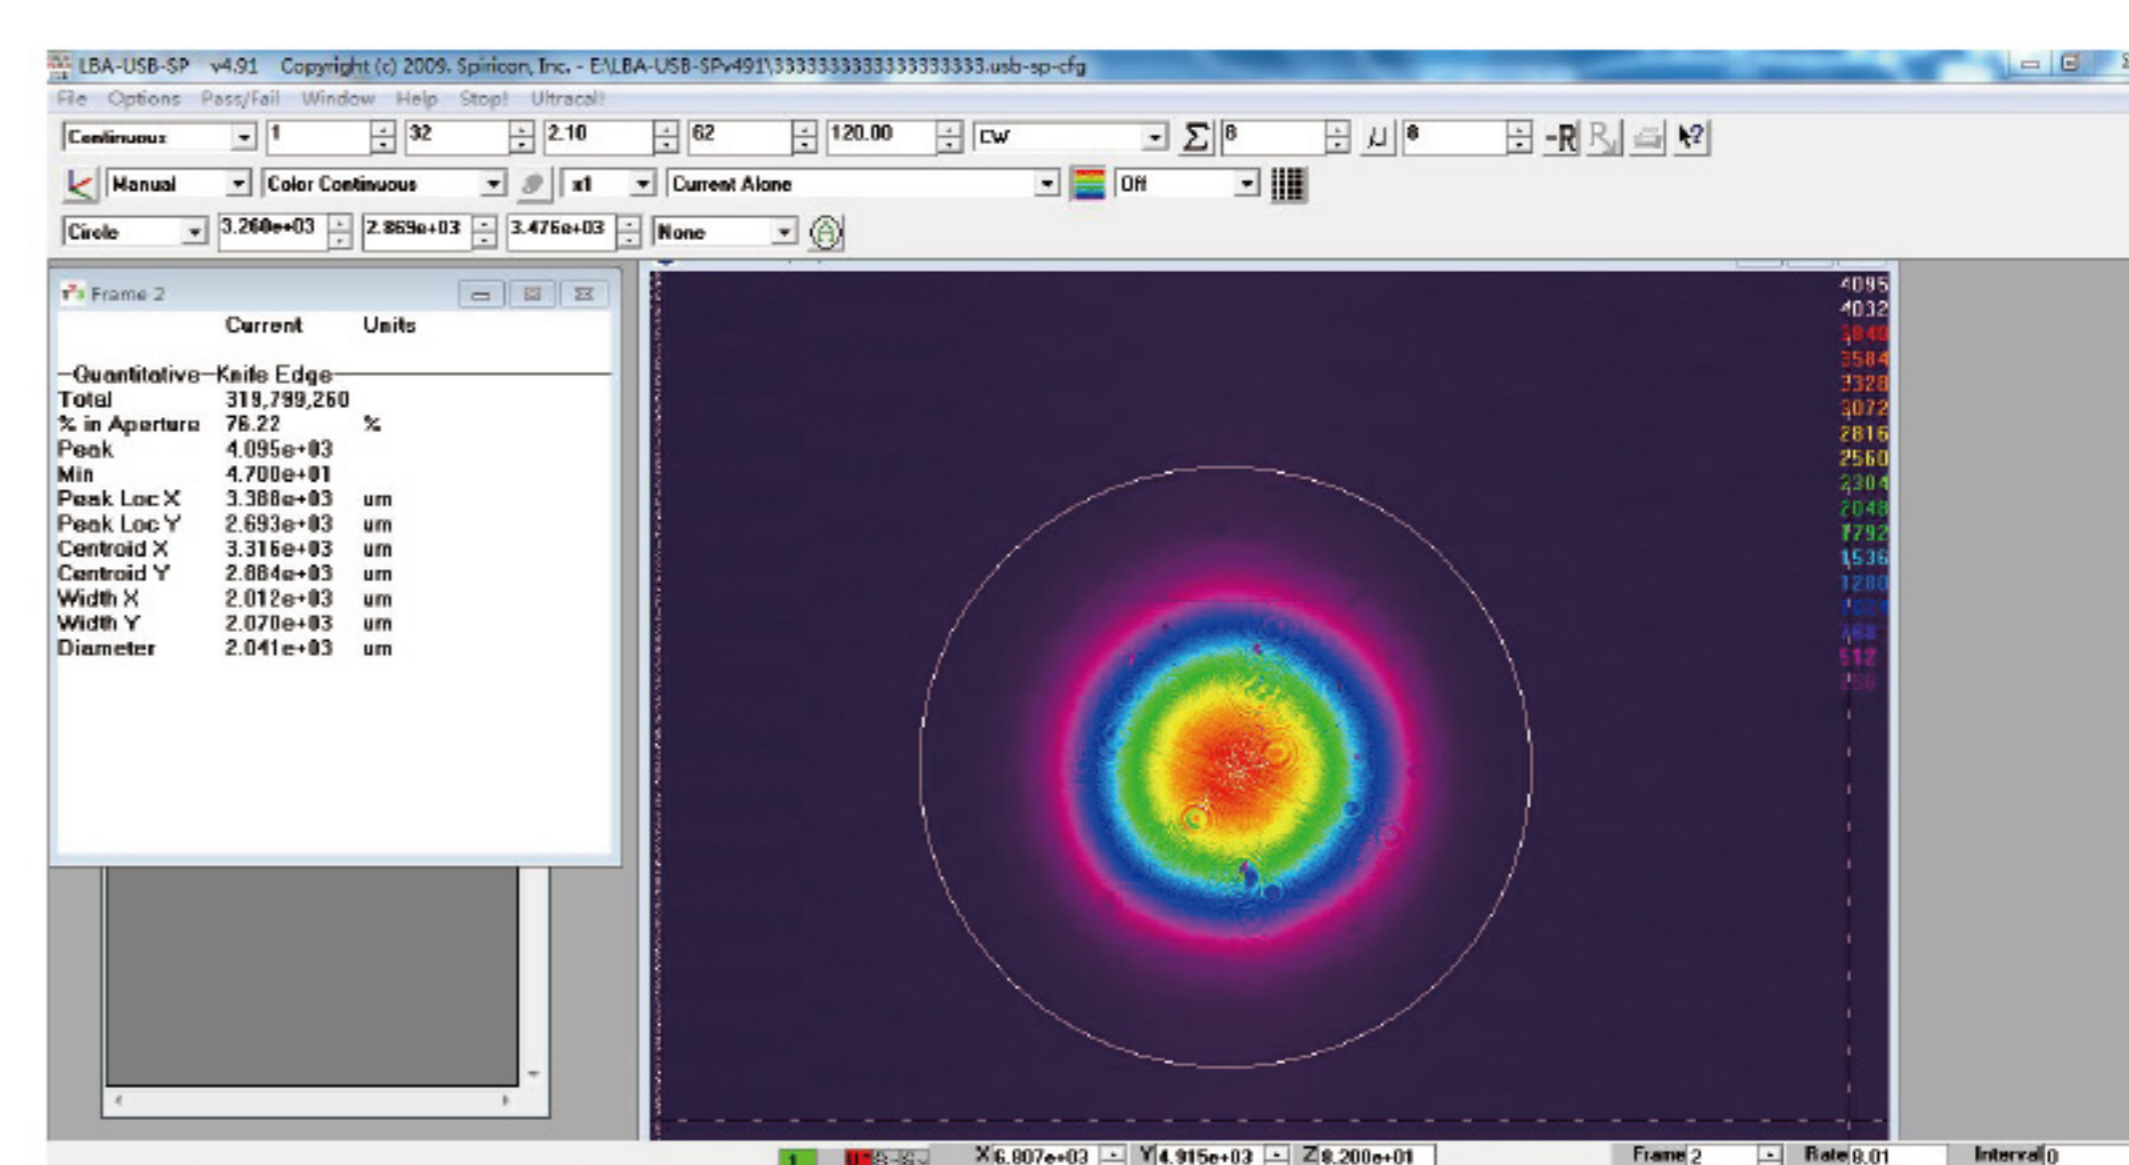 LBA-USB-SP v4.91 Copyright (c) 2009. Spiricon, Inc. - E:\LBA-USB-SPv491\3333333333333333333.usb-sp-cfg
File Options Pass/Fail Window Help Stop! Ultracal!
Continuous 1 32 2.10 62 120.00 CW Σ 8 μ 8 -R R
Manual Color Continuous x1 Current Alone Off
Circle 3.260e+03 2.869e+03 3.476e+03 None A
Frame 2
Current Units
Quantitative Knife Edge
Total 319,799,260
% in Aperture 76.22 %
Peak 4.095e+03
Min 4.700e+01
Peak Loc X 3.388e+03 um
Peak Loc Y 2.693e+03 um
Centroid X 3.316e+03 um
Centroid Y 2.884e+03 um
Width X 2.012e+03 um
Width Y 2.070e+03 um
Diameter 2.041e+03 um
4095
4032
3840
3584
3328
3072
2816
2560
2304
2048
1792
1536
1280
768
512
X 6.807e+03 Y 4.915e+03 Z 8.200e+01 Frame 2 Rate 8.01 Interval 0